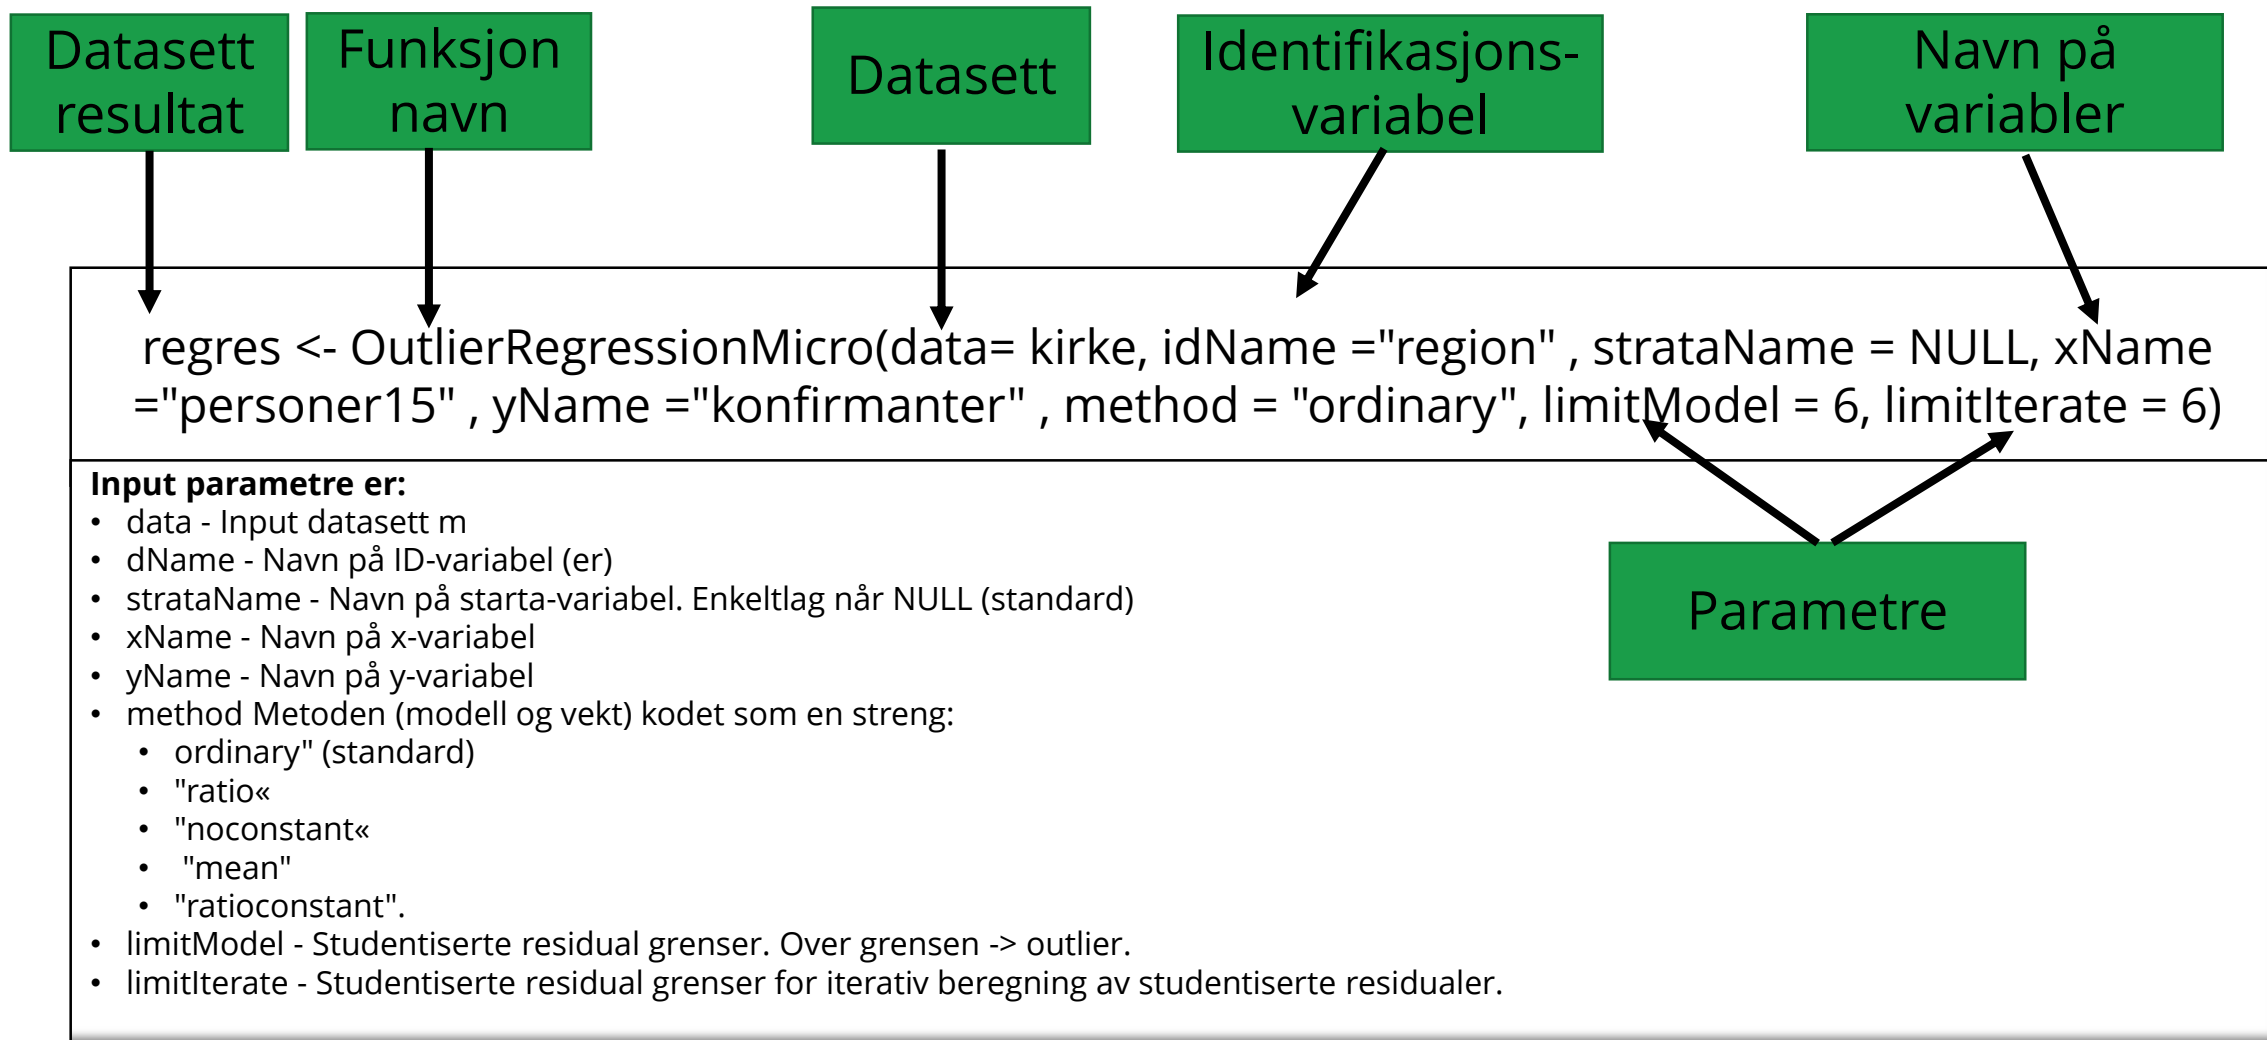 Datasett
resultat
Funksjon
navn
Datasett
Identifikasjons-
variabel
Navn på
variabler
regres <- OutlierRegressionMicro(data= kirke, idName ="region" , strataName = NULL, xName
="personer15" , yName ="konfirmanter" , method = "ordinary", limitModel = 6, limitIterate = 6)
Input parametre er:
• data - Input datasett m
• dName - Navn på ID-variabel (er)
• strataName - Navn på starta-variabel. Enkeltlag når NULL (standard)
• xName - Navn på x-variabel
• yName - Navn på y-variabel
• method Metoden (modell og vekt) kodet som en streng:
• ordinary" (standard)
• "ratio«
• "noconstant«
• "mean"
• "ratioconstant".
• limitModel - Studentiserte residual grenser. Over grensen -> outlier.
• limitIterate - Studentiserte residual grenser for iterativ beregning av studentiserte residualer.
Parametre